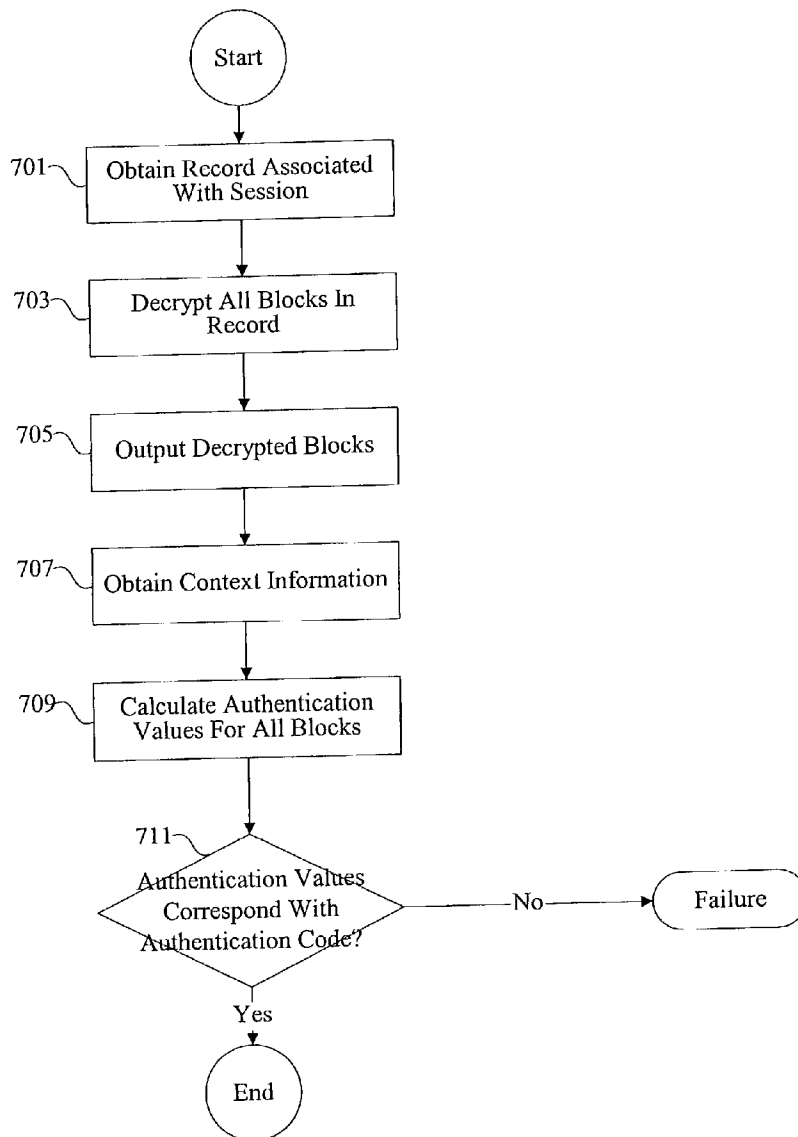 Start
701
Obtain Record Associated
With Session
703
Decrypt All Blocks In
Record
705
Output Decrypted Blocks
707
Obtain Context Information
709
Calculate Authentication
Values For All Blocks
711
Authentication Values
Correspond With
Authentication Code?
No
Failure
Yes
End